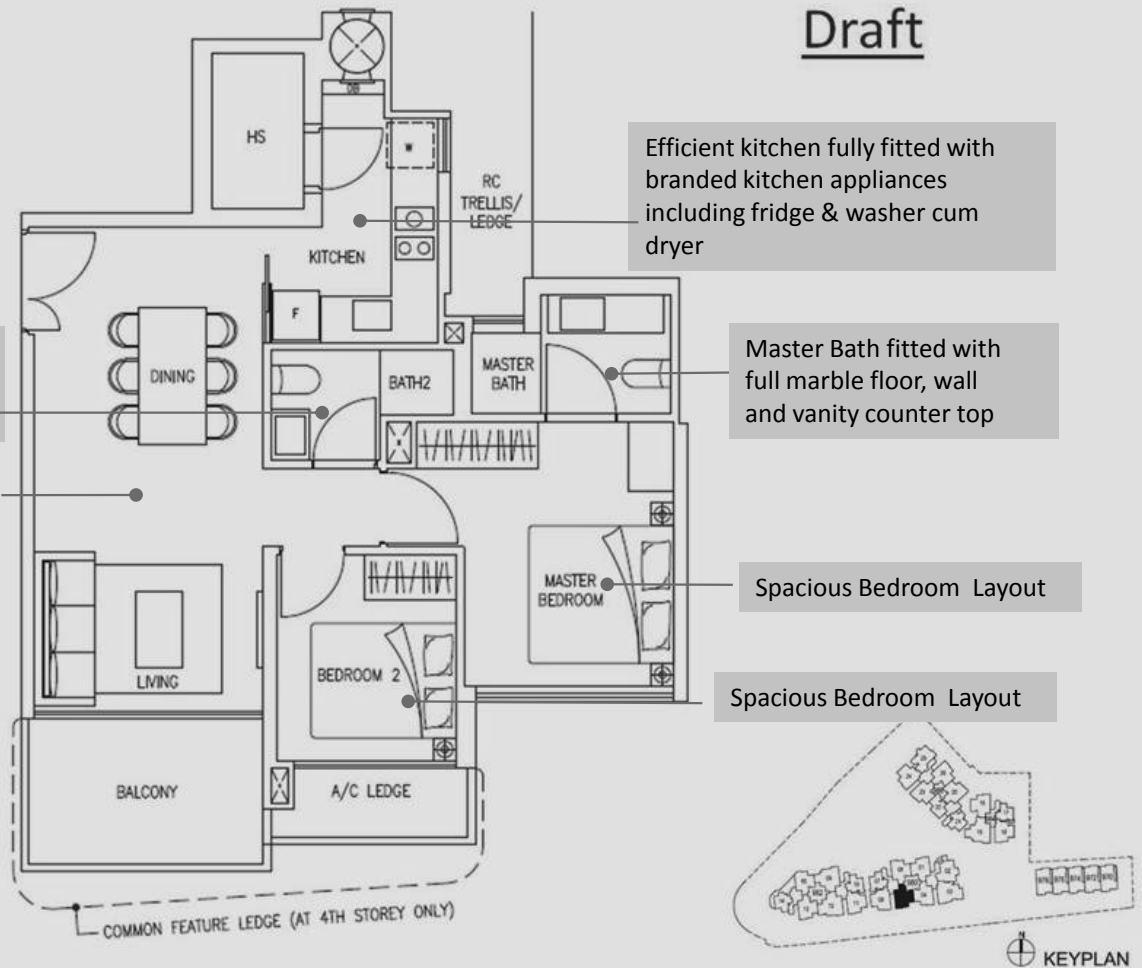 Draft
DB
HS
W
RC
TRELLIS/
LEDGE
Efficient kitchen fully fitted with
branded kitchen appliances
including fridge & washer cum
dryer
KITCHEN
F
DINING
BATH2
MASTER
BATH
Master Bath fitted with
full marble floor, wall
and vanity counter top
MASTER
BEDROOM
Spacious Bedroom Layout
BEDROOM 2
Spacious Bedroom Layout
LIVING
BALCONY
A/C LEDGE
COMMON FEATURE LEDGE (AT 4TH STOREY ONLY)
N
KEYPLAN